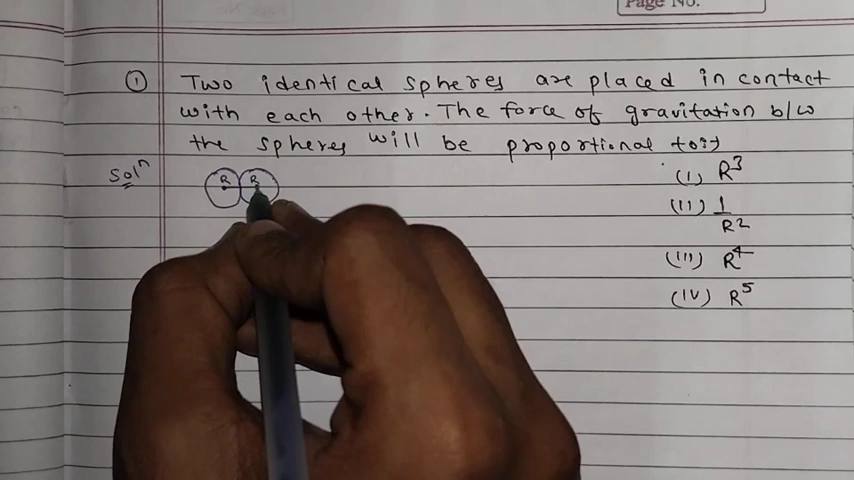 Page No.
① Two identical spheres are placed in contact
with each other. The force of gravitation b/w
the spheres will be proportional to:→
Solⁿ
R R
(i) R³
(ii) 1/R²
(iii) R⁴
(iv) R⁵